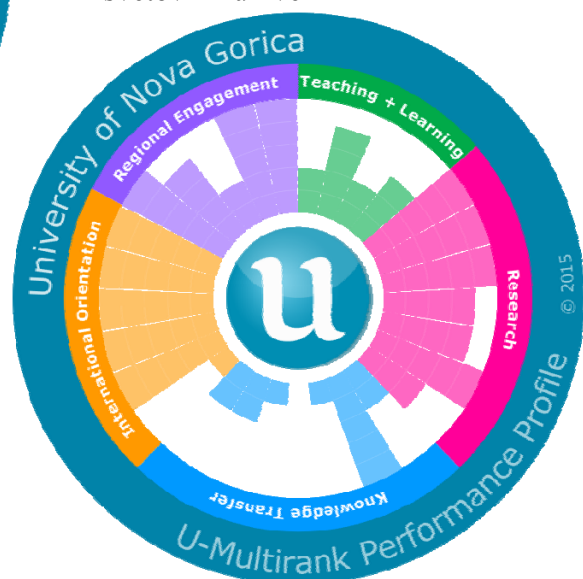 University of Nova Gorica
Teaching + Learning
Regional Engagement
Research
International Orientation
Knowledge Transfer
u
© 2015
U-Multirank Performance Profile